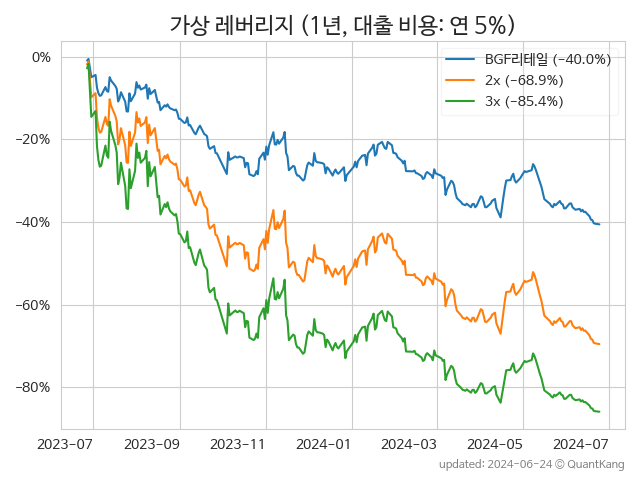 가상 레버리지 (1년, 대출 비용: 연 5%)
BGF리테일 (−40.0%)
2x (−68.9%)
3x (−85.4%)
0%
−20%
−40%
−60%
−80%
2023-07 2023-09 2023-11 2024-01 2024-03 2024-05 2024-07
updated: 2024-06-24 © QuantKang